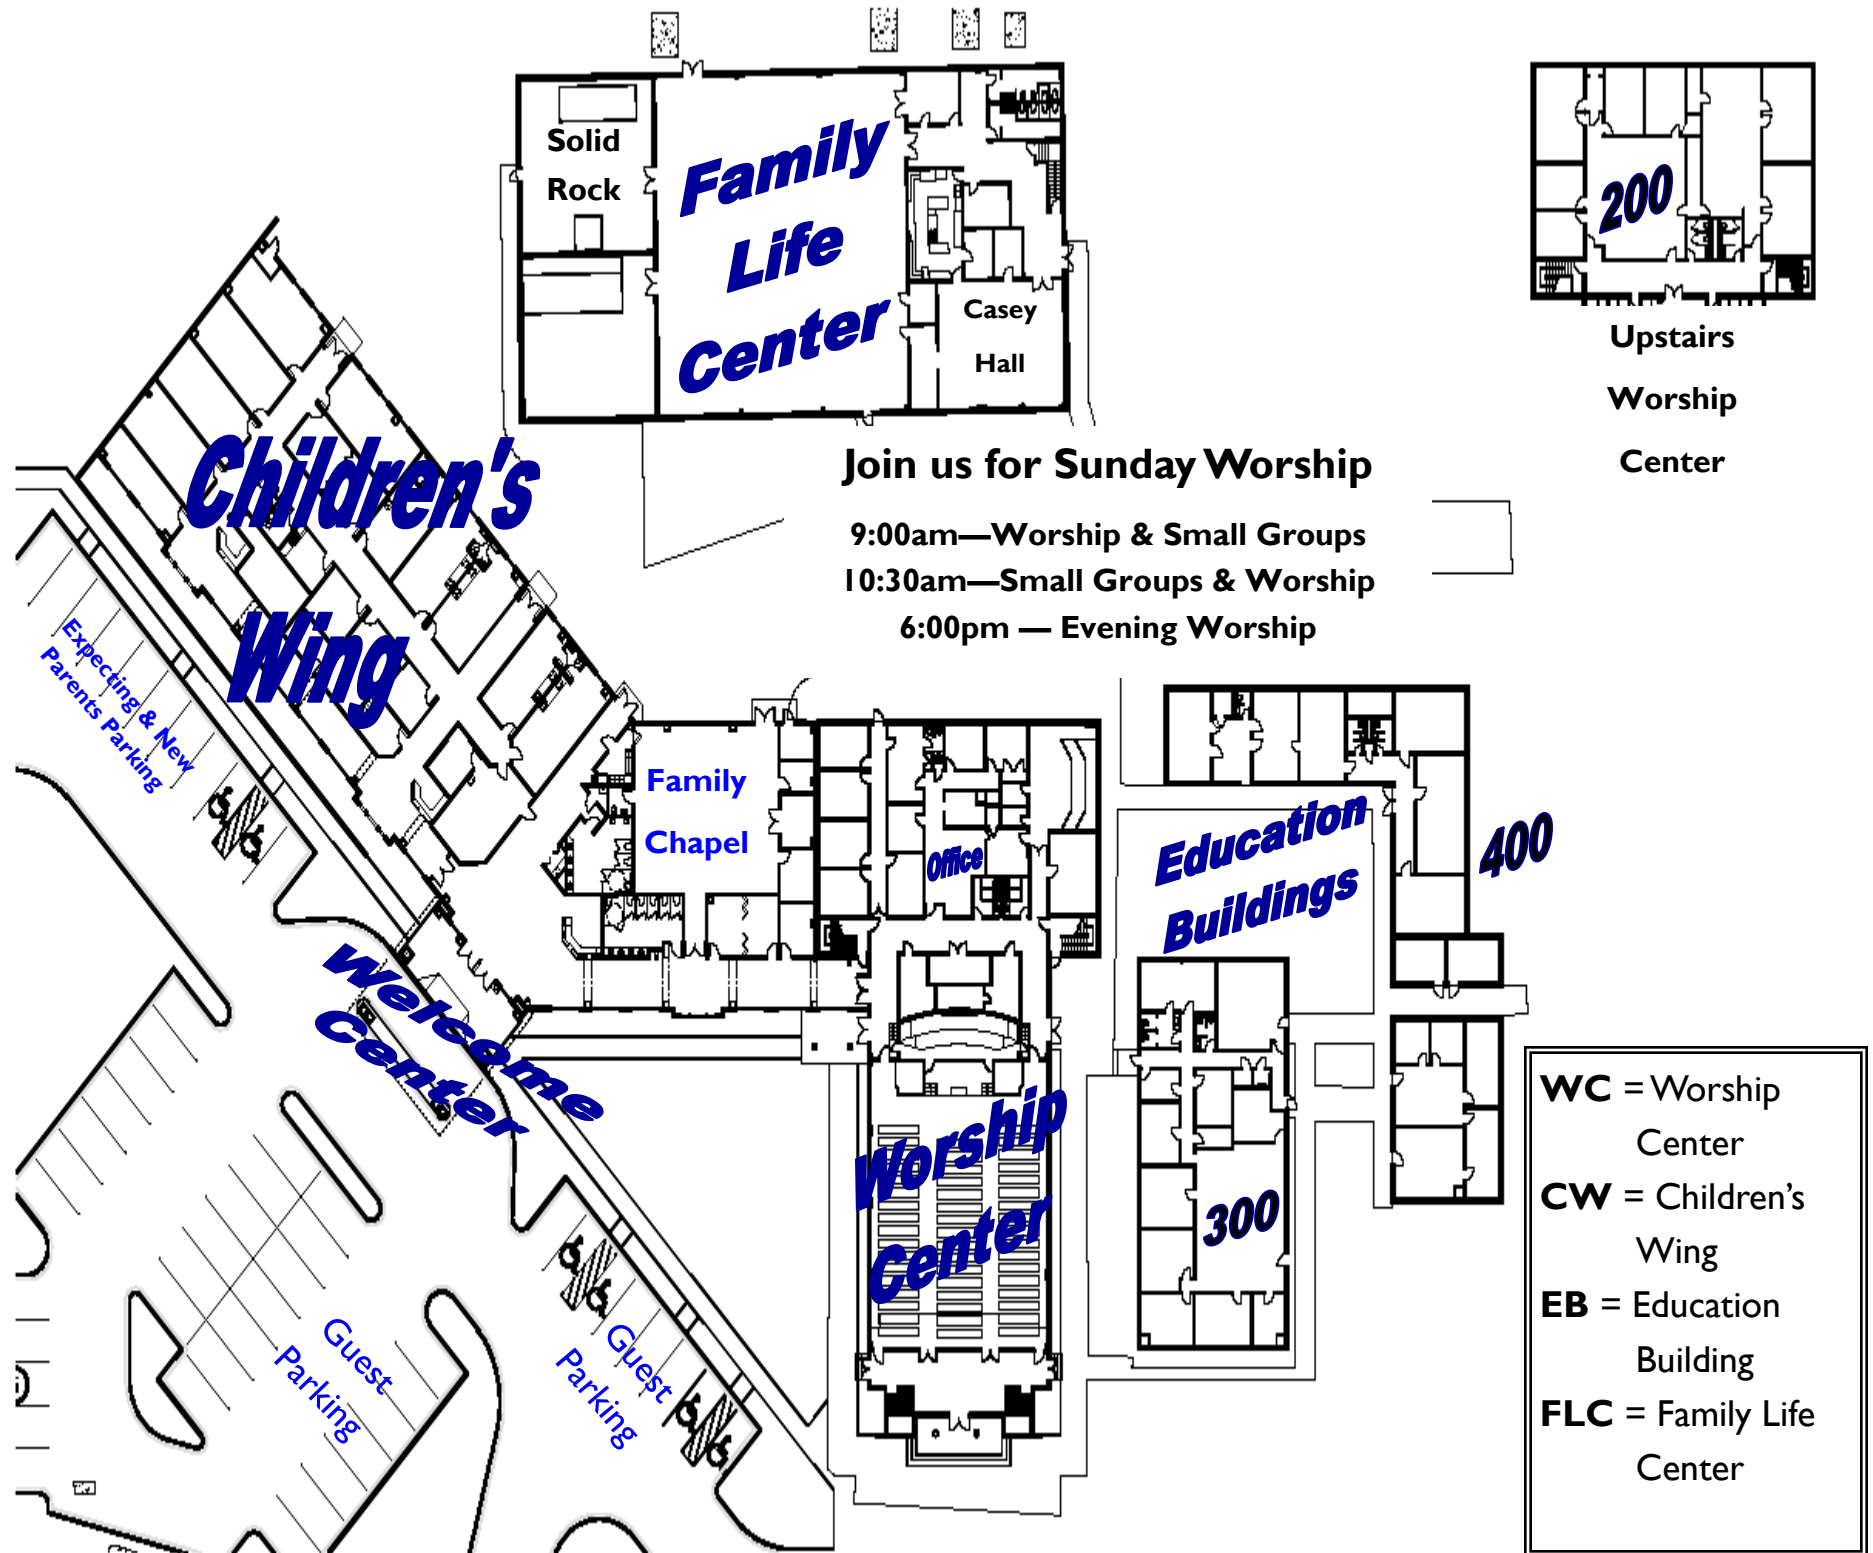 Solid
Rock
Family
Life
Center
Casey
Hall
200
Upstairs
Worship
Center
Children's
Wing
Join us for Sunday Worship
9:00am—Worship & Small Groups
10:30am—Small Groups & Worship
6:00pm — Evening Worship
Expecting & New
Parents Parking
Family
Chapel
Office
Education
Buildings
400
Welcome
Center
Worship
Center
300
Guest
Parking
Guest
Parking
WC = Worship
Center
CW = Children’s
Wing
EB = Education
Building
FLC = Family Life
Center